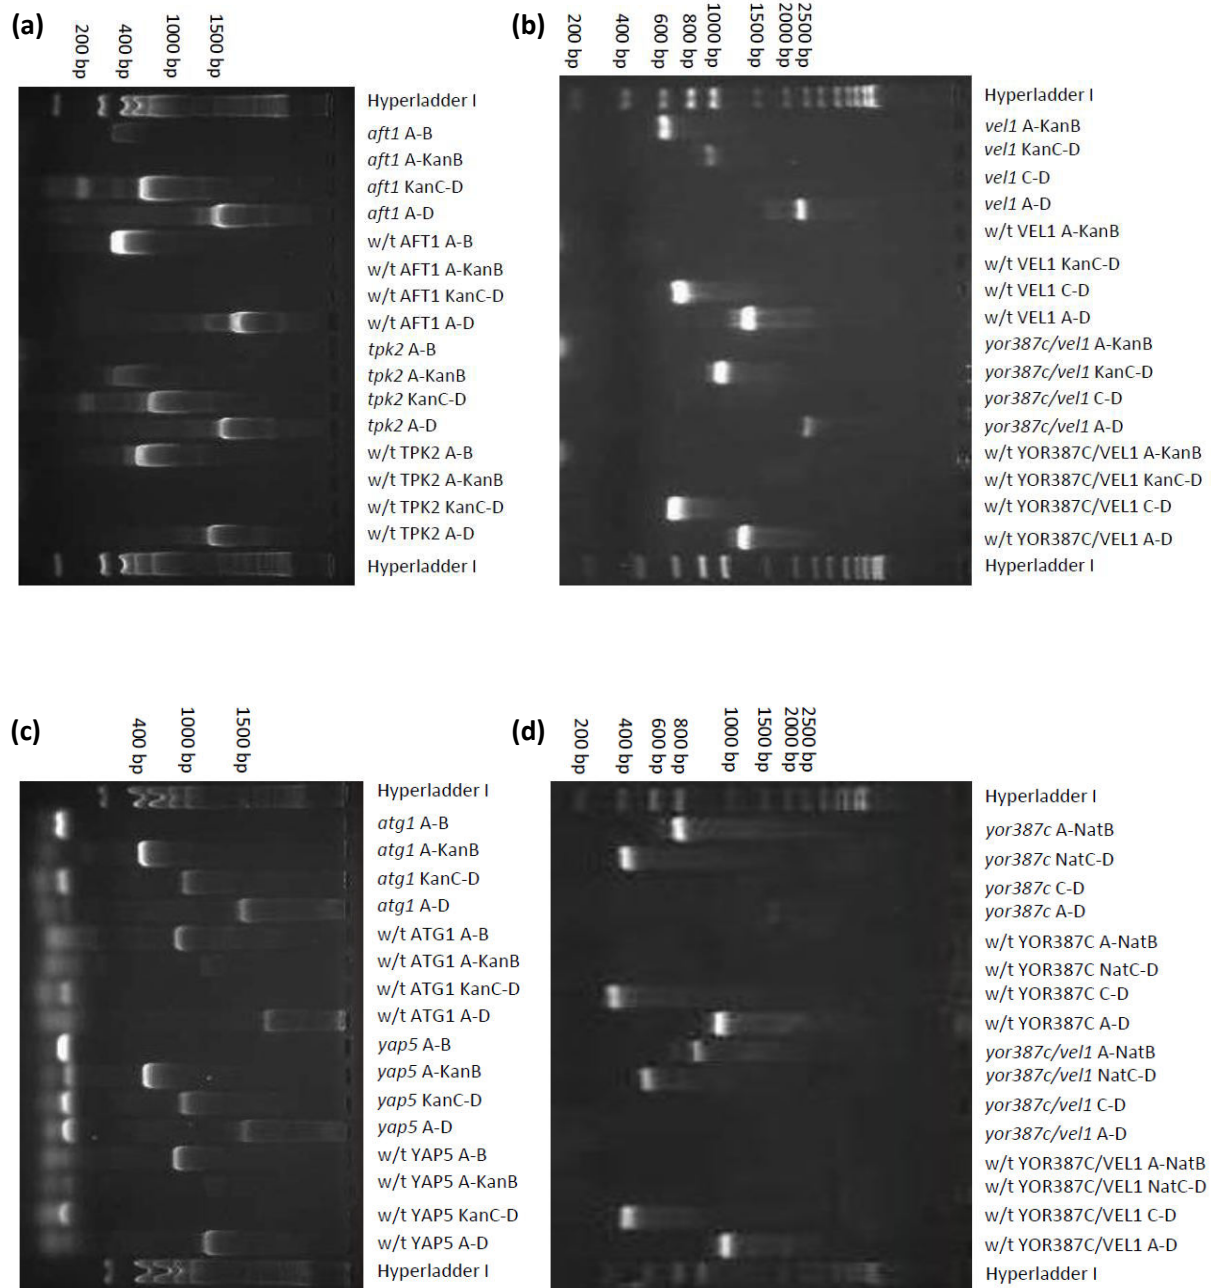 (a)
200 bp
400 bp
1000 bp
1500 bp
Hyperladder I
aft1 A-B
aft1 A-KanB
aft1 KanC-D
aft1 A-D
w/t AFT1 A-B
w/t AFT1 A-KanB
w/t AFT1 KanC-D
w/t AFT1 A-D
tpk2 A-B
tpk2 A-KanB
tpk2 KanC-D
tpk2 A-D
w/t TPK2 A-B
w/t TPK2 A-KanB
w/t TPK2 KanC-D
w/t TPK2 A-D
Hyperladder I
(b)
200 bp
400 bp
600 bp
800 bp
1000 bp
1500 bp
2000 bp
2500 bp
Hyperladder I
vel1 A-KanB
vel1 KanC-D
vel1 C-D
vel1 A-D
w/t VEL1 A-KanB
w/t VEL1 KanC-D
w/t VEL1 C-D
w/t VEL1 A-D
yor387c/vel1 A-KanB
yor387c/vel1 KanC-D
yor387c/vel1 C-D
yor387c/vel1 A-D
w/t YOR387C/VEL1 A-KanB
w/t YOR387C/VEL1 KanC-D
w/t YOR387C/VEL1 C-D
w/t YOR387C/VEL1 A-D
Hyperladder I
(c)
400 bp
1000 bp
1500 bp
Hyperladder I
atg1 A-B
atg1 A-KanB
atg1 KanC-D
atg1 A-D
w/t ATG1 A-B
w/t ATG1 A-KanB
w/t ATG1 KanC-D
w/t ATG1 A-D
yap5 A-B
yap5 A-KanB
yap5 KanC-D
yap5 A-D
w/t YAP5 A-B
w/t YAP5 A-KanB
w/t YAP5 KanC-D
w/t YAP5 A-D
Hyperladder I
(d)
200 bp
400 bp
600 bp
800 bp
1000 bp
1500 bp
2000 bp
2500 bp
Hyperladder I
yor387c A-NatB
yor387c NatC-D
yor387c C-D
yor387c A-D
w/t YOR387C A-NatB
w/t YOR387C NatC-D
w/t YOR387C C-D
w/t YOR387C A-D
yor387c/vel1 A-NatB
yor387c/vel1 NatC-D
yor387c/vel1 C-D
yor387c/vel1 A-D
w/t YOR387C/VEL1 A-NatB
w/t YOR387C/VEL1 NatC-D
w/t YOR387C/VEL1 C-D
w/t YOR387C/VEL1 A-D
Hyperladder I